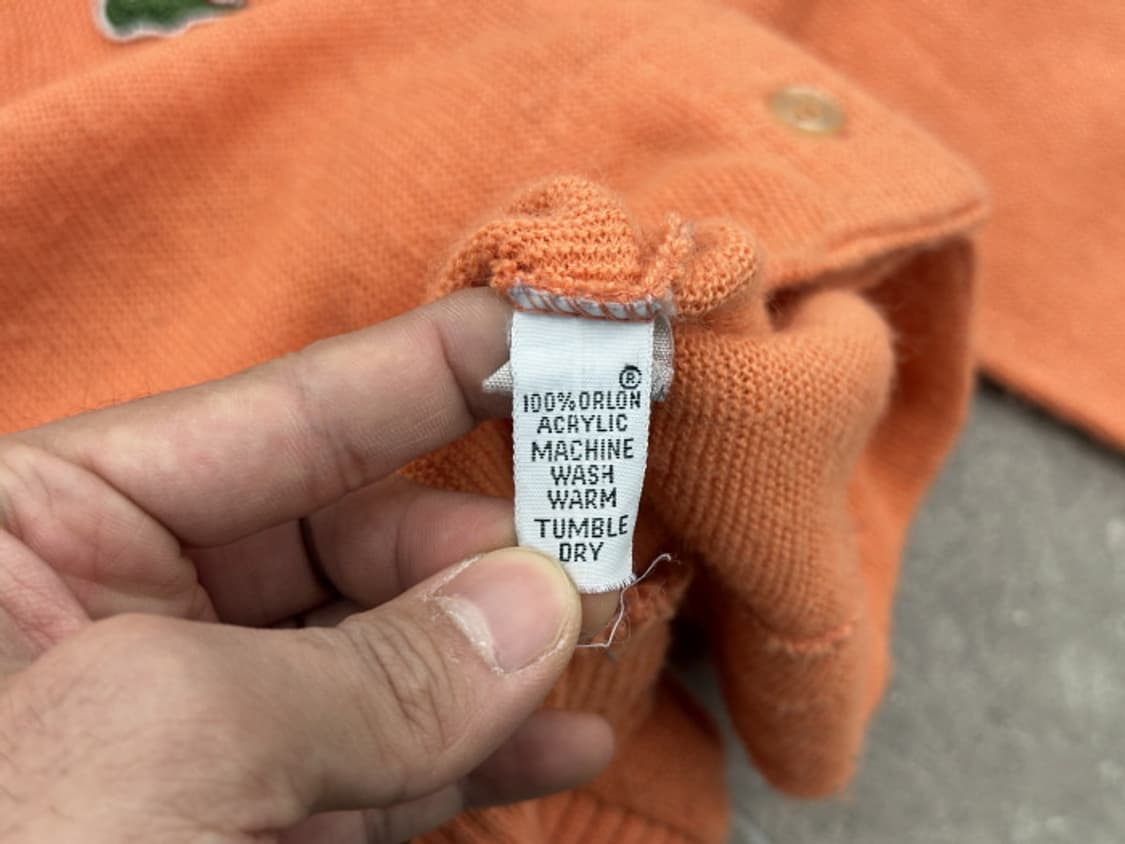 ®
100% ORLON
ACRYLIC
MACHINE
WASH
WARM
TUMBLE
DRY